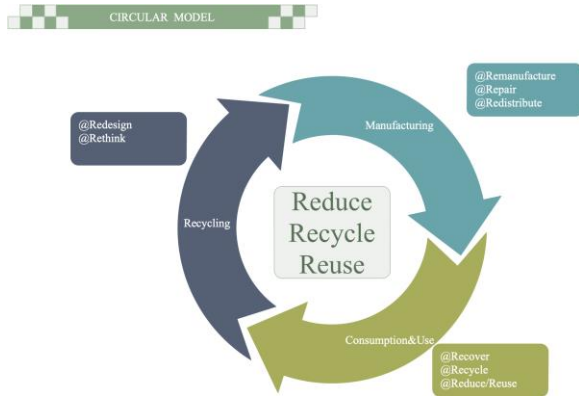 CIRCULAR MODEL
@Remanufacture
@Repair
@Redistribute
@Redesign
@Rethink
Manufacturing
Reduce
Recycle
Reuse
Recycling
Consumption&Use
@Recover
@Recycle
@Reduce/Reuse